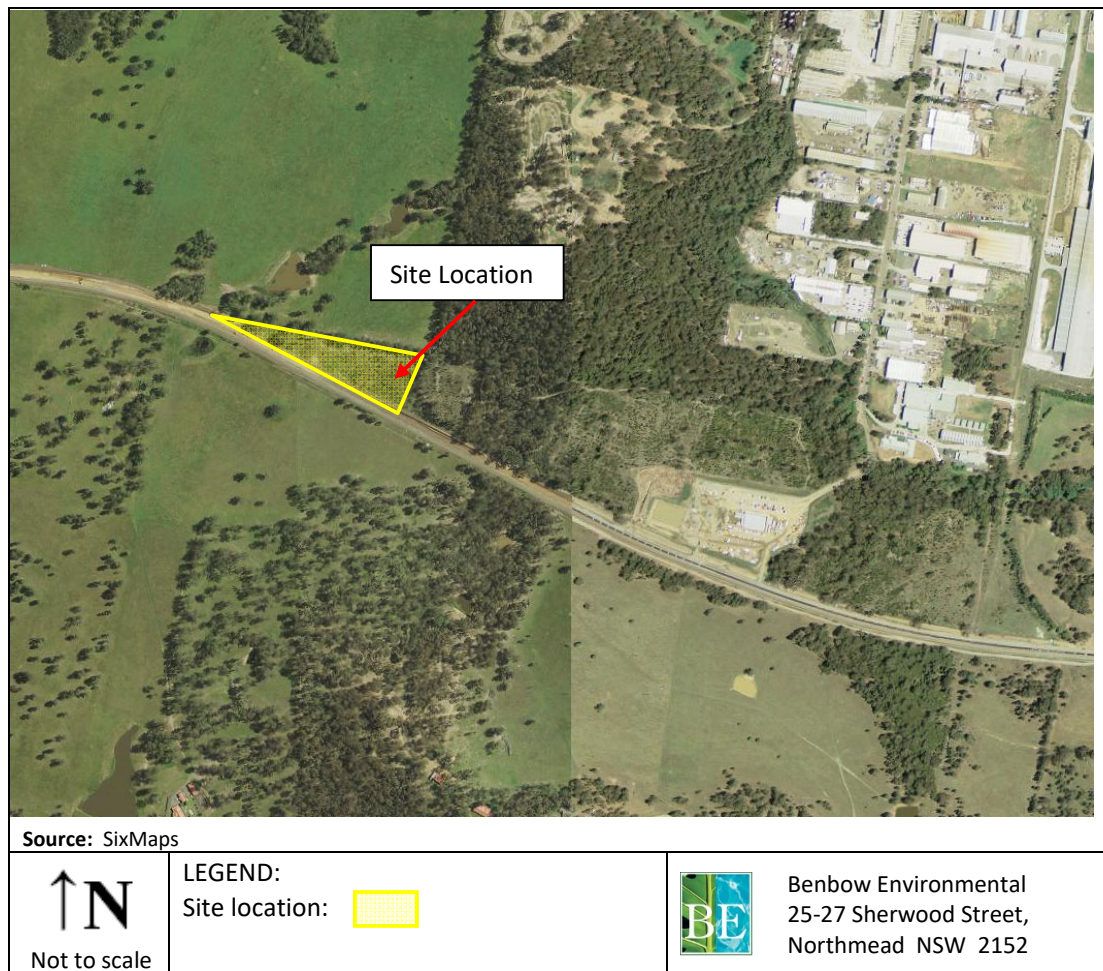 Site Location
Source: SixMaps
N
Not to scale
LEGEND:
Site location:
BE
Benbow Environmental
25-27 Sherwood Street,
Northmead NSW 2152